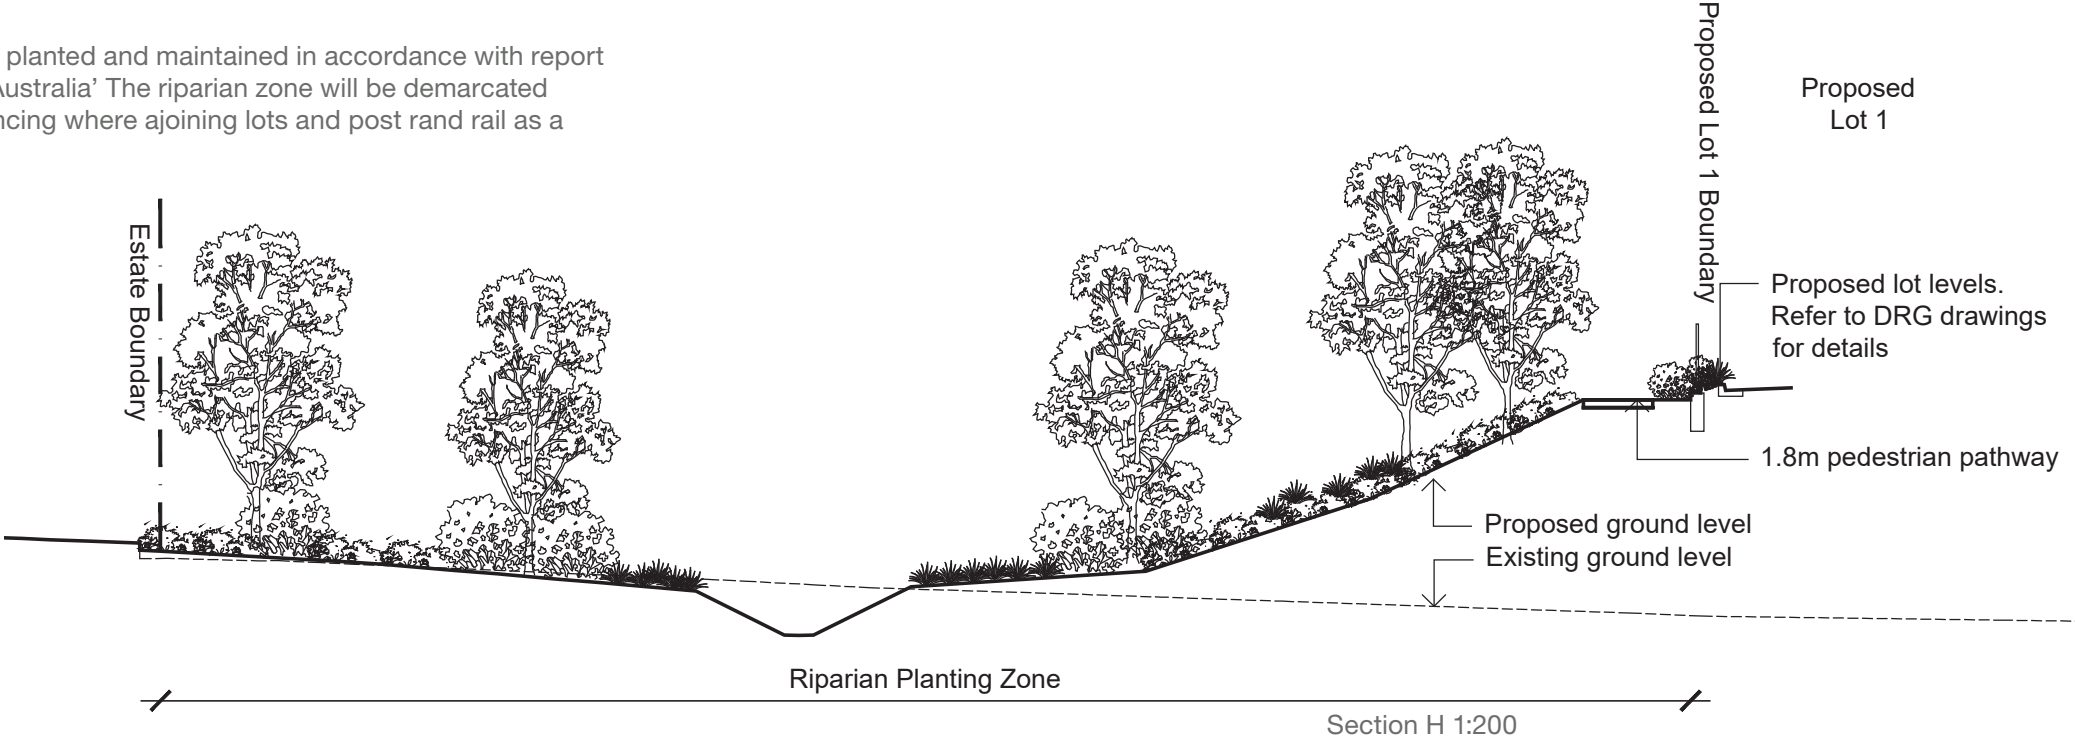 planted and maintained in accordance with report
Australia’ The riparian zone will be demarcated
ncing where ajoining lots and post rand rail as a
Proposed Lot 1 Boundary
Proposed
Lot 1
Estate Boundary
Proposed lot levels.
Refer to DRG drawings
for details
1.8m pedestrian pathway
Proposed ground level
Existing ground level
Riparian Planting Zone
Section H 1:200